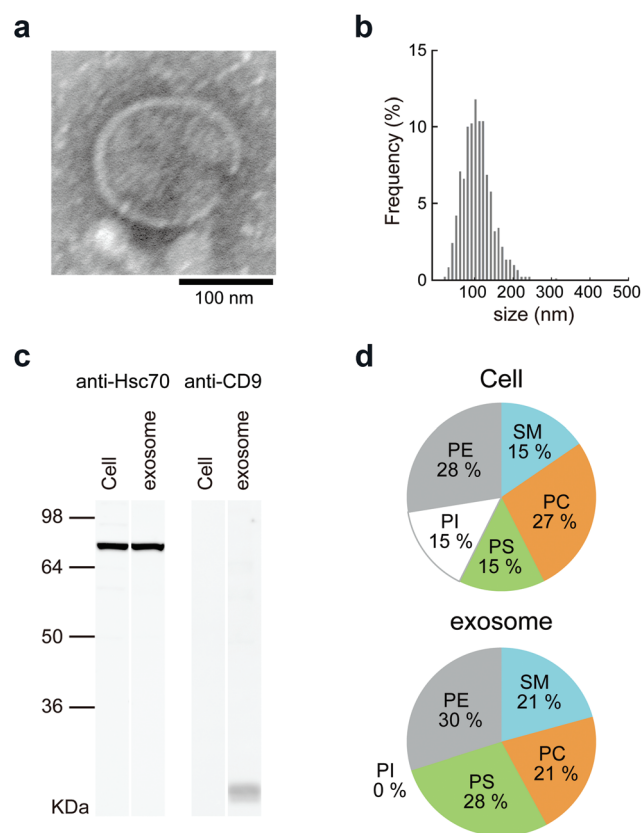 a
100 nm
b
15
10
5
0
Frequency (%)
100 200 300 400 500
size (nm)
c
anti-Hsc70 anti-CD9
Cell
exosome
Cell
exosome
98
64
50
36
KDa
d
Cell
SM
15 %
PC
27 %
PS
15 %
PI
15 %
PE
28 %
exosome
SM
21 %
PC
21 %
PS
28 %
PI
0 %
PE
30 %